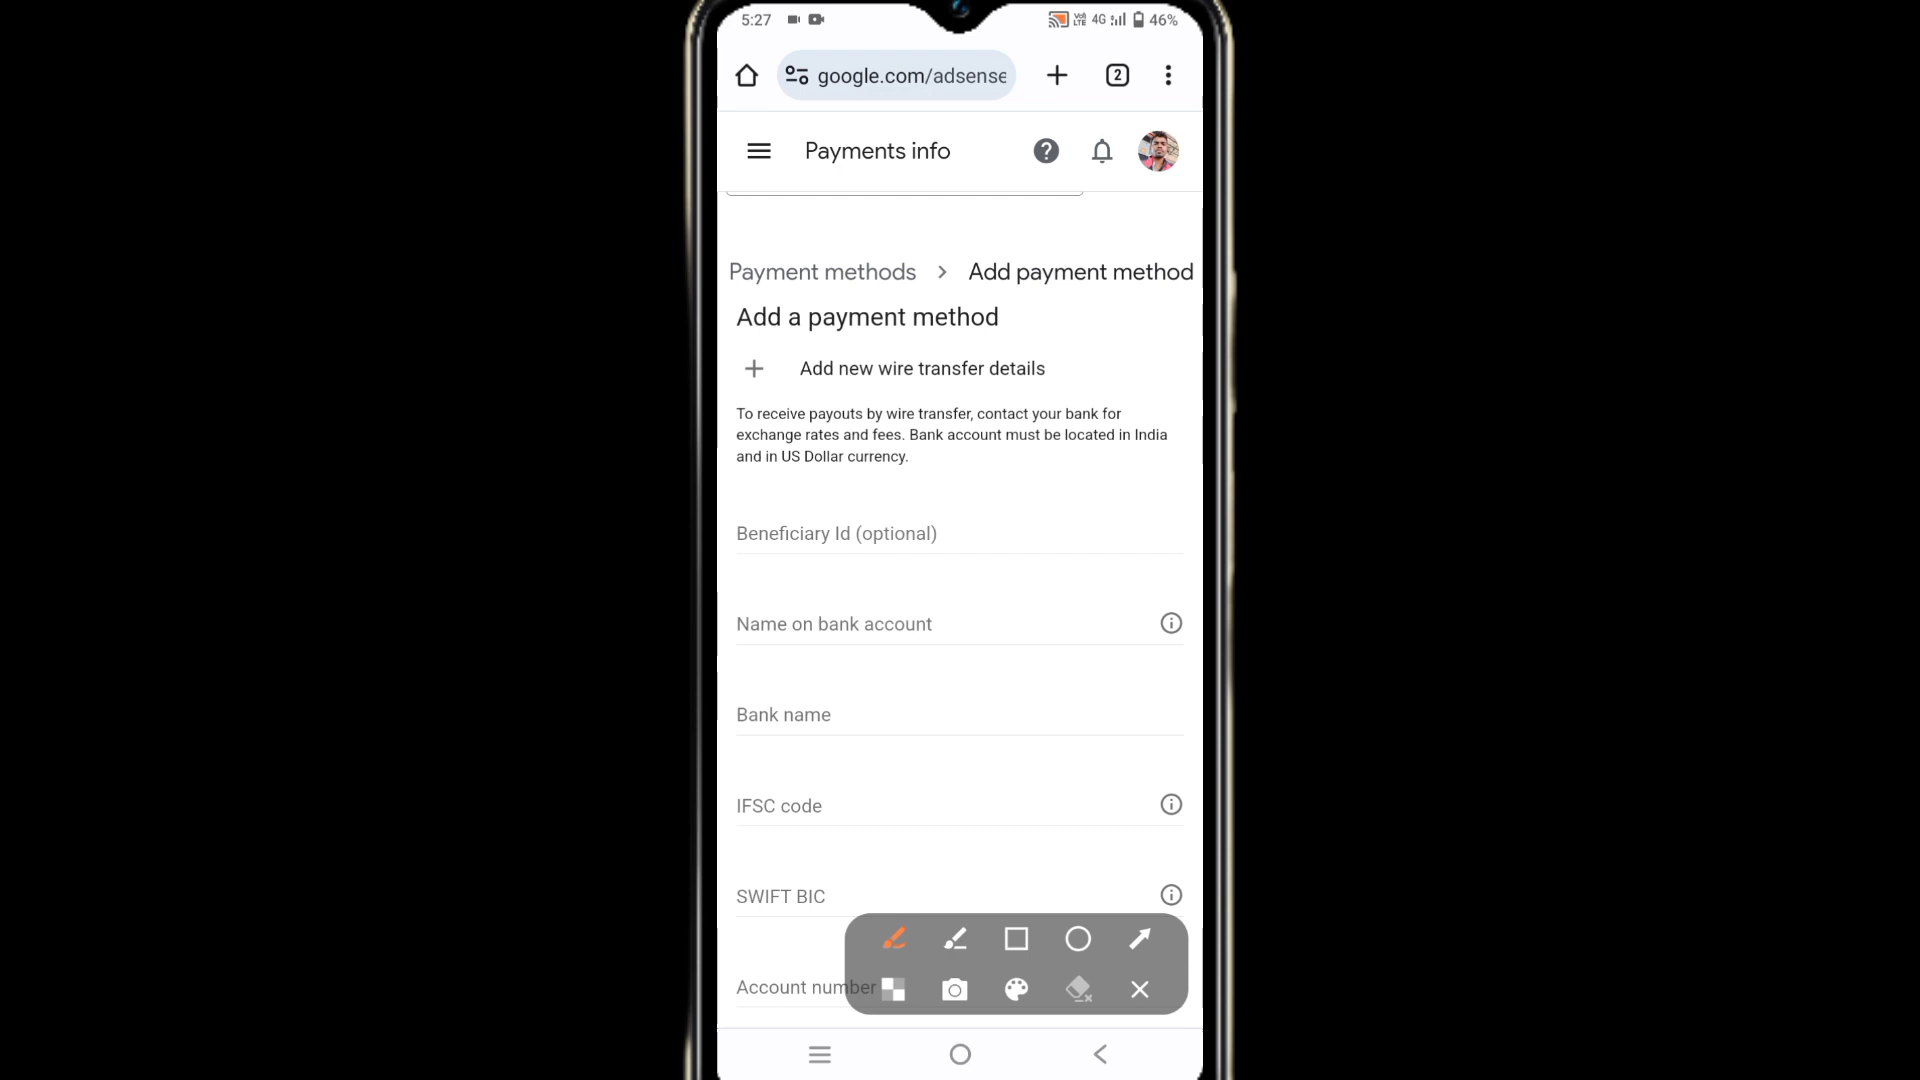 5:27
Vo) LTE 4G 46%
google.com/adsense
2
Payments info
Payment methods > Add payment method
Add a payment method
+ Add new wire transfer details
To receive payouts by wire transfer, contact your bank for
exchange rates and fees. Bank account must be located in India
and in US Dollar currency.
Beneficiary Id (optional)
Name on bank account
Bank name
IFSC code
SWIFT BIC
Account number